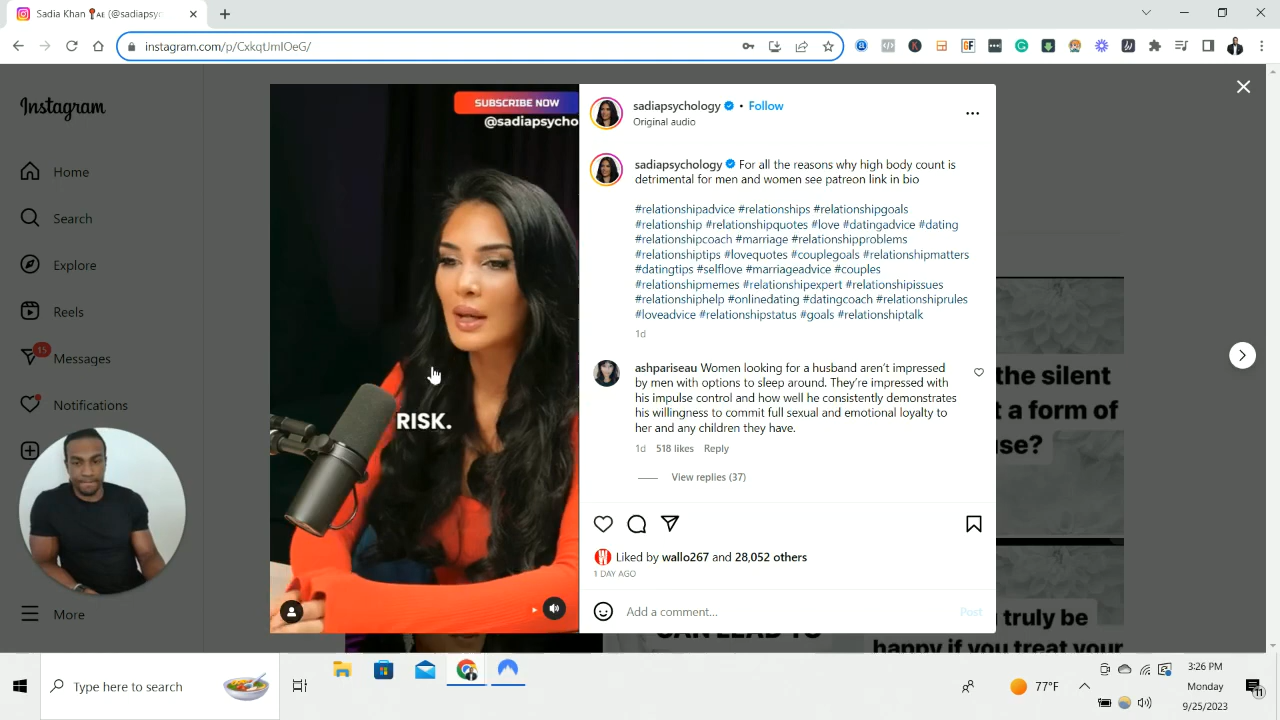 Sadia Khan 📍AE (@sadiapsyc
instagram.com/p/CxkqUmIOeG/
Instagram
Home
Search
Explore
Reels
15
Messages
Notifications
More
SUBSCRIBE NOW
@sadiapsycho
RISK.
sadiapsychology • Follow
Original audio
sadiapsychology For all the reasons why high body count is
detrimental for men and women see patreon link in bio
#relationshipadvice #relationships #relationshipgoals
#relationship #relationshipquotes #love #datingadvice #dating
#relationshipcoach #marriage #relationshipproblems
#relationshiptips #lovequotes #couplegoals #relationshipmatters
#datingtips #selflove #marriageadvice #couples
#relationshipmemes #relationshipexpert #relationshipissues
#relationshiphelp #onlinedating #datingcoach #relationshiprules
#loveadvice #relationshipstatus #goals #relationshiptalk
1d
ashpariseau Women looking for a husband aren't impressed
by men with options to sleep around. They're impressed with
his impulse control and how well he consistently demonstrates
his willingness to commit full sexual and emotional loyalty to
her and any children they have.
1d 518 likes Reply
View replies (37)
Liked by wallo267 and 28,052 others
1 DAY AGO
Add a comment...
Post
the silent
t a form of
se?
CAN LEAD TO
truly be
happy if you treat your
Type here to search
77°F
3:26 PM
Monday
9/25/2023
11